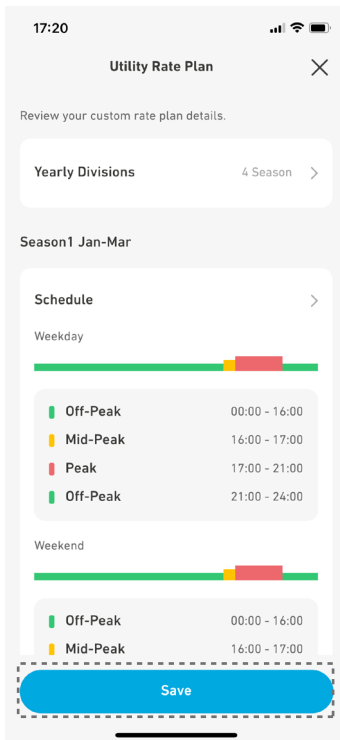 17:20
Utility Rate Plan
Review your custom rate plan details.
Yearly Divisions 4 Season
Season1 Jan-Mar
Schedule
Weekday
Off-Peak 00:00 - 16:00
Mid-Peak 16:00 - 17:00
Peak 17:00 - 21:00
Off-Peak 21:00 - 24:00
Weekend
Off-Peak 00:00 - 16:00
Mid-Peak 16:00 - 17:00
Save